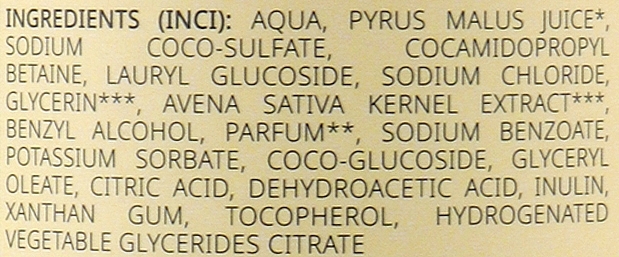 INGREDIENTS (INCI): AQUA, PYRUS MALUS JUICE*,
SODIUM COCO-SULFATE, COCAMIDOPROPYL
BETAINE, LAURYL GLUCOSIDE, SODIUM CHLORIDE,
GLYCERIN***, AVENA SATIVA KERNEL EXTRACT***,
BENZYL ALCOHOL, PARFUM**, SODIUM BENZOATE,
POTASSIUM SORBATE, COCO-GLUCOSIDE, GLYCERYL
OLEATE, CITRIC ACID, DEHYDROACETIC ACID, INULIN,
XANTHAN GUM, TOCOPHEROL, HYDROGENATED
VEGETABLE GLYCERIDES CITRATE